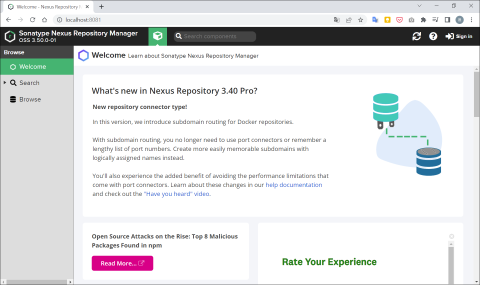 Welcome - Nexus Repository M
localhost:8081
Sonatype Nexus Repository Manager
OSS 3.50.0-01
Search components
Sign in
Browse
Welcome
Search
Browse
Welcome Learn about Sonatype Nexus Repository Manager
What's new in Nexus Repository 3.40 Pro?
New repository connector type!
In this version, we introduce subdomain routing for Docker repositories.
With subdomain routing, you no longer need to use port connectors or remember a
lengthy list of port numbers. Create more easily memorable subdomains with
logically assigned names instead.
You'll also experience the added benefit of avoiding the performance limitations that
come with port connectors. Learn about these changes in our help documentation
and check out the "Have you heard" video.
Open Source Attacks on the Rise: Top 8 Malicious
Packages Found in npm
Read More...
Rate Your Experience